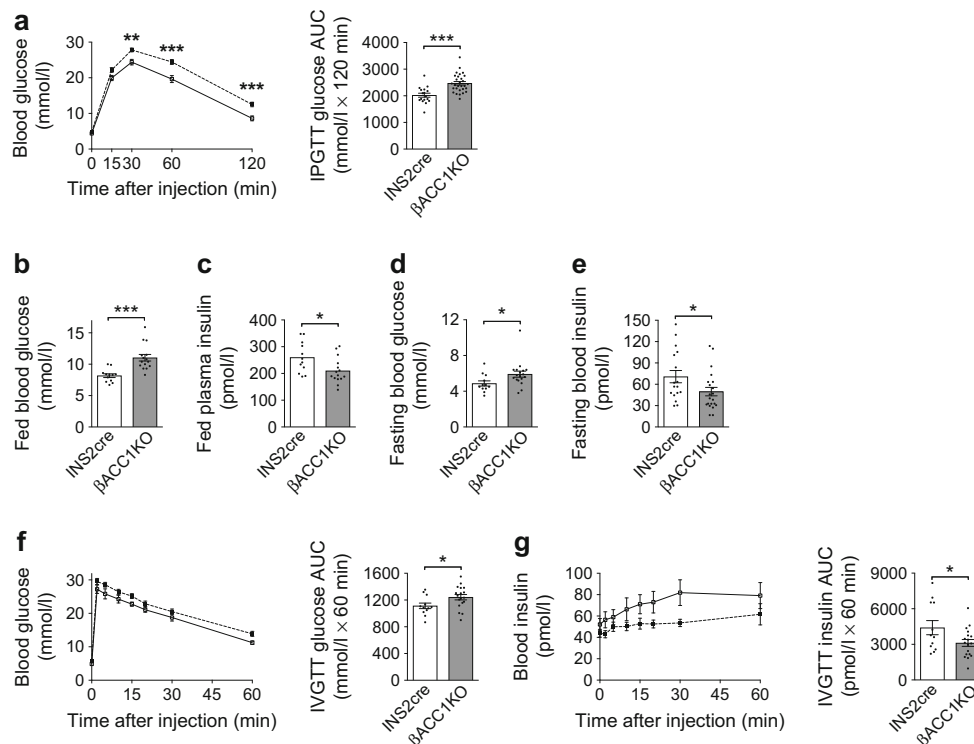 a
Blood glucose
(mmol/l)
30
20
10
0
**
***
***
0 15 30 60 120
Time after injection (min)
IPGTT glucose AUC
(mmol/l × 120 min)
4000
3000
2000
1000
0
***
INS2cre
βACC1KO
b
Fed blood glucose
(mmol/l)
15
10
5
0
***
INS2cre
βACC1KO
c
Fed plasma insulin
(pmol/l)
400
300
200
100
0
*
INS2cre
βACC1KO
d
Fasting blood glucose
(mmol/l)
12
8
4
0
*
INS2cre
βACC1KO
e
Fasting blood insulin
(pmol/l)
150
120
90
60
30
0
*
INS2cre
βACC1KO
f
Blood glucose
(mmol/l)
30
20
10
0
0 15 30 45 60
Time after injection (min)
IVGTT glucose AUC
(mmol/l × 60 min)
1600
1200
800
400
0
*
INS2cre
βACC1KO
g
Blood insulin
(pmol/l)
100
80
60
40
20
0
0 15 30 45 60
Time after injection (min)
IVGTT insulin AUC
(pmol/l × 60 min)
9000
6000
3000
0
*
INS2cre
βACC1KO